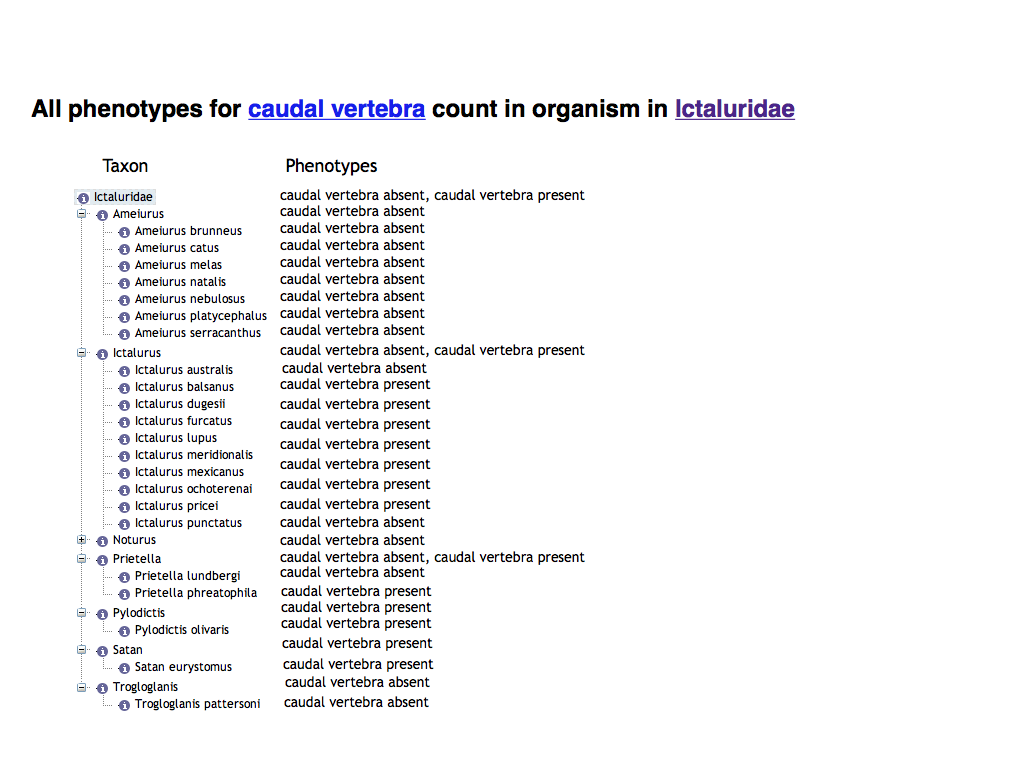 All phenotypes for caudal vertebra count in organism in Ictaluridae
Taxon Phenotypes
Ictaluridae caudal vertebra absent, caudal vertebra present
Ameiurus caudal vertebra absent
Ameiurus brunneus caudal vertebra absent
Ameiurus catus caudal vertebra absent
Ameiurus melas caudal vertebra absent
Ameiurus natalis caudal vertebra absent
Ameiurus nebulosus caudal vertebra absent
Ameiurus platycephalus caudal vertebra absent
Ameiurus serracanthus caudal vertebra absent
Ictalurus caudal vertebra absent, caudal vertebra present
Ictalurus australis caudal vertebra absent
Ictalurus balsanus caudal vertebra present
Ictalurus dugesii caudal vertebra present
Ictalurus furcatus caudal vertebra present
Ictalurus lupus caudal vertebra present
Ictalurus meridionalis caudal vertebra present
Ictalurus mexicanus caudal vertebra present
Ictalurus ochoterenai caudal vertebra present
Ictalurus pricei caudal vertebra absent
Ictalurus punctatus caudal vertebra absent
Noturus caudal vertebra absent, caudal vertebra present
Prietella caudal vertebra absent
Prietella lundbergi caudal vertebra present
Prietella phreatophila caudal vertebra present
Pylodictis caudal vertebra present
Pylodictis olivaris caudal vertebra present
Satan caudal vertebra present
Satan eurystomus caudal vertebra absent
Trogloglanis caudal vertebra absent
Trogloglanis pattersoni